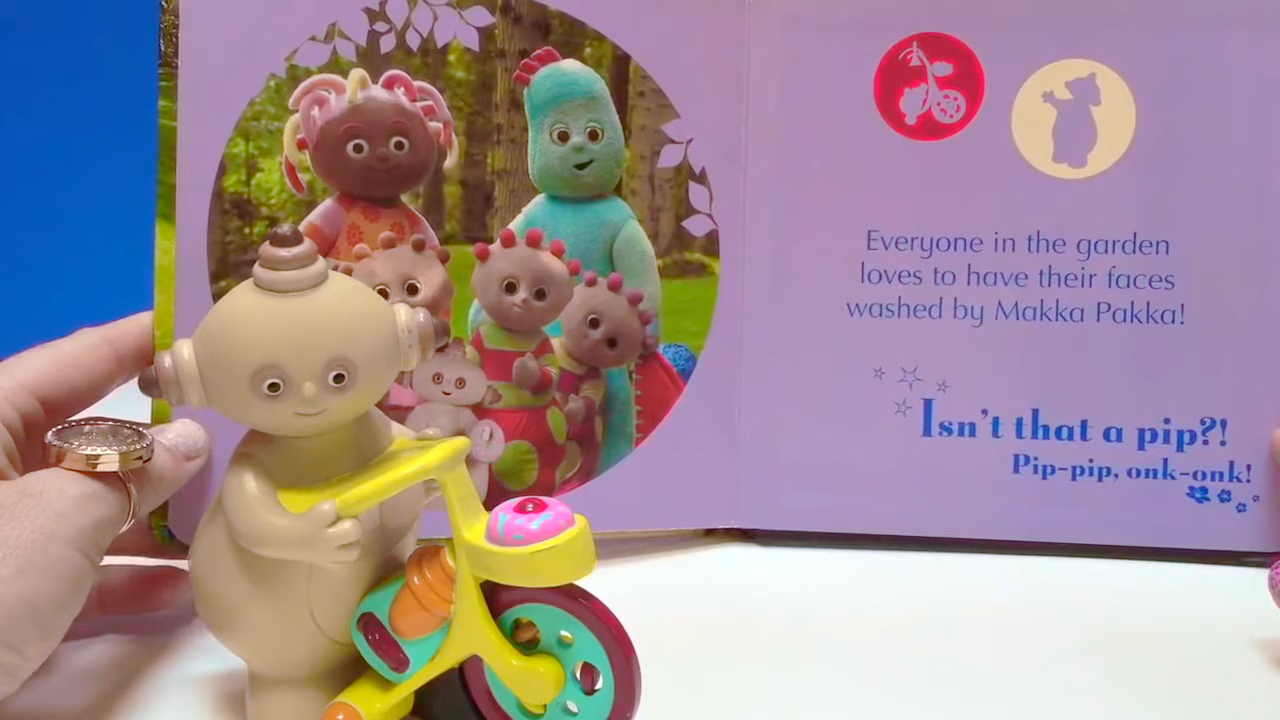 Everyone in the garden
loves to have their faces
washed by Makka Pakka!
Isn't that a pip?!
Pip-pip, onk-onk!